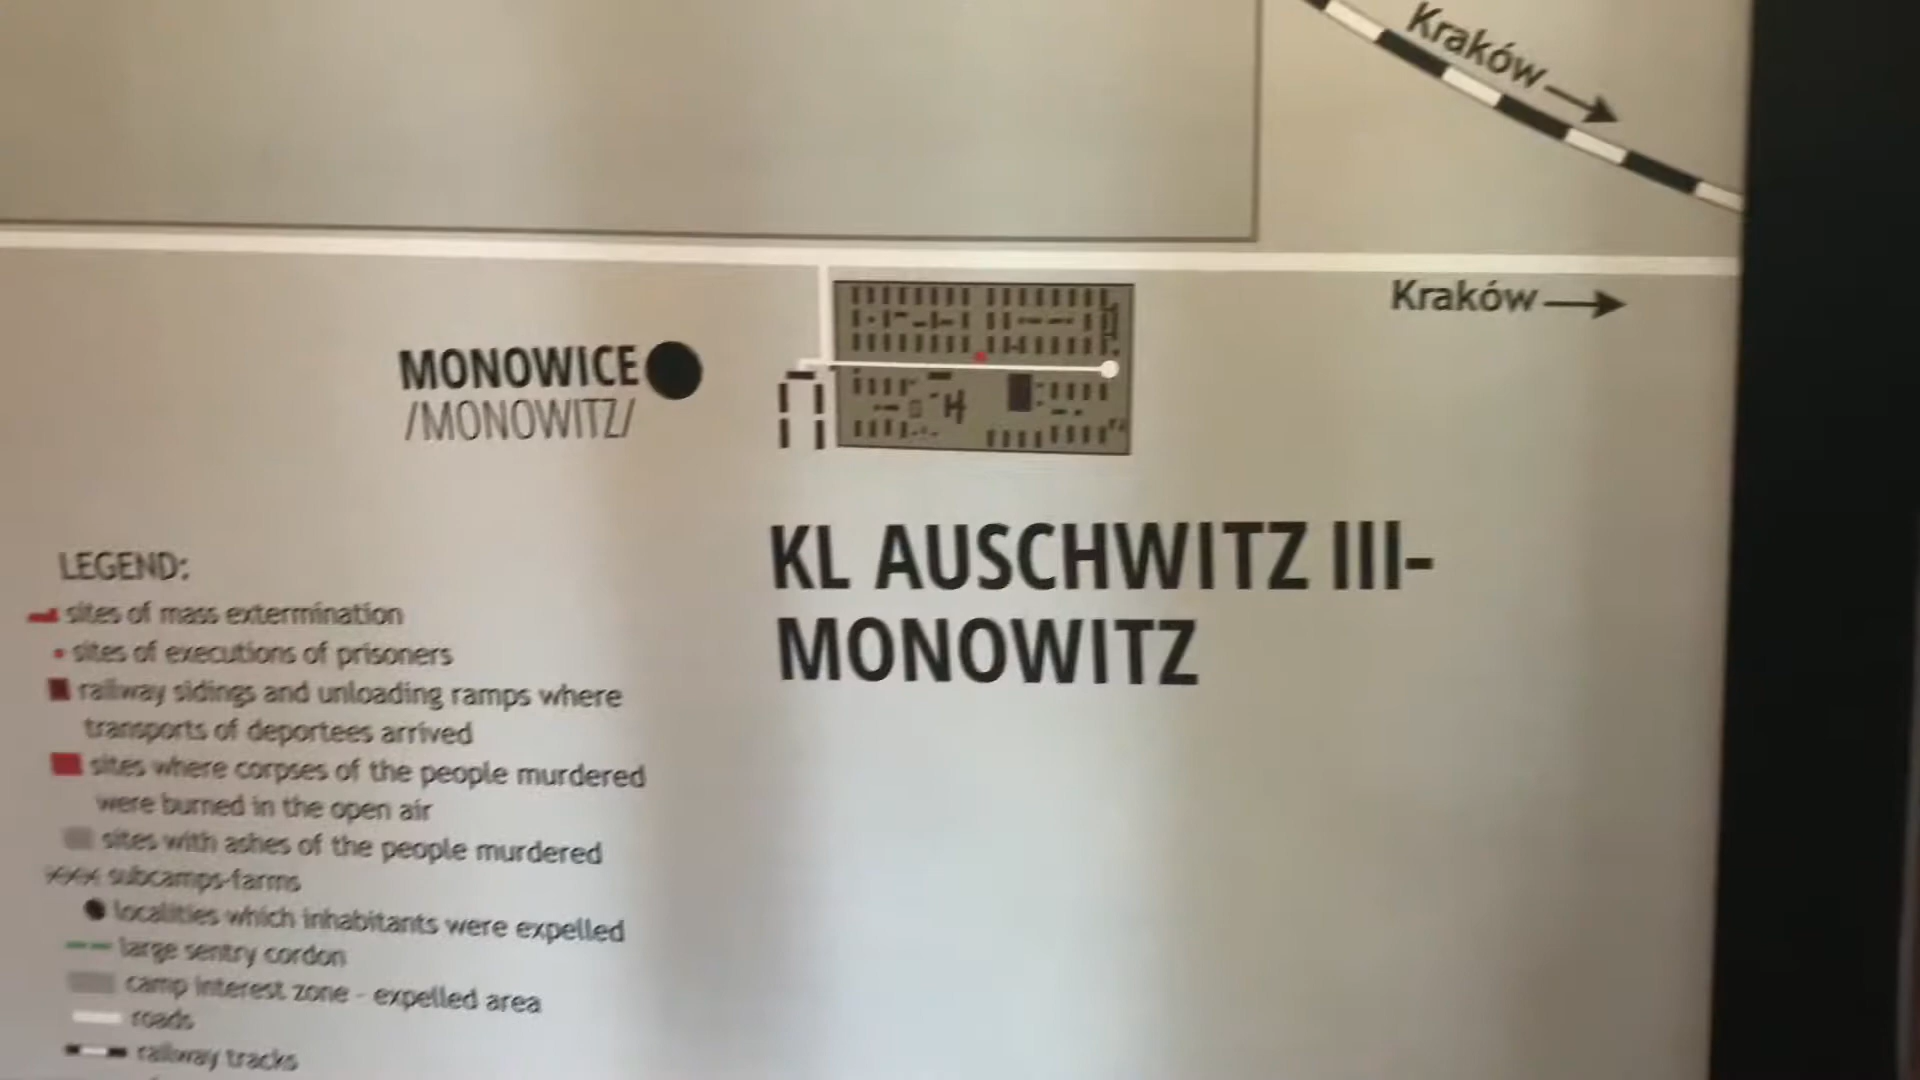 Kraków
Kraków
MONOWICE
/MONOWITZ/
KL AUSCHWITZ III-
MONOWITZ
LEGEND:
sites of mass extermination
sites of executions of prisoners
railway sidings and unloading ramps where
transports of deportees arrived
sites where corpses of the people murdered
were burned in the open air
sites with ashes of the people murdered
subcamps-farms
localities which inhabitants were expelled
large sentry cordon
camp interest zone - expelled area
roads
railway tracks